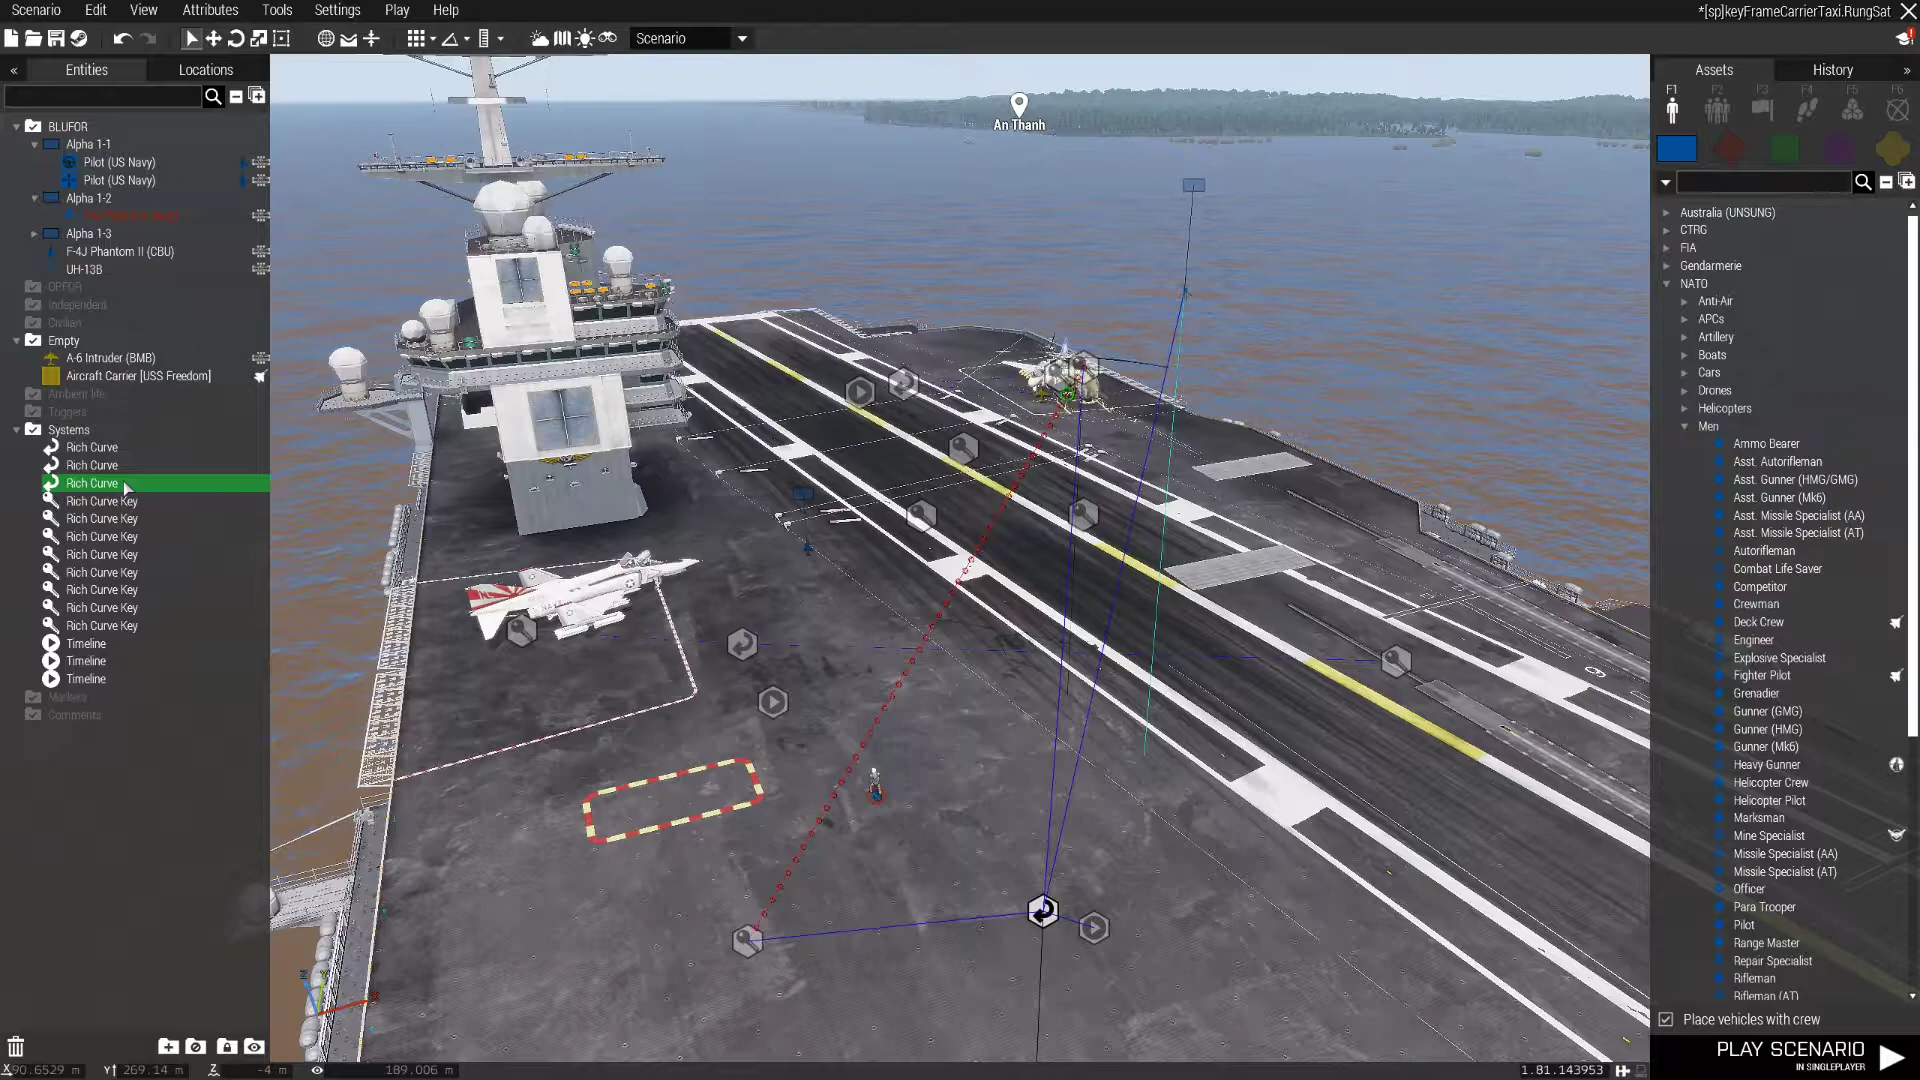 Scenario Edit View Attributes Tools Settings Play Help
*[sp]keyFrameCarrierTaxi.RungSat
Scenario
Entities Locations
BLUFOR
Alpha 1-1
Pilot (US Navy)
Pilot (US Navy)
Alpha 1-2
Alpha 1-3
F-4J Phantom II (CBU)
UH-13B
OPFOR
Independent
Civilian
Empty
A-6 Intruder (BMB)
Aircraft Carrier [USS Freedom]
Ambient life
Triggers
Systems
Rich Curve
Rich Curve
Rich Curve
Rich Curve Key
Rich Curve Key
Rich Curve Key
Rich Curve Key
Rich Curve Key
Rich Curve Key
Rich Curve Key
Rich Curve Key
Timeline
Timeline
Timeline
Markers
Comments
An Thanh
Assets History
F1 F2 F3 F4 F5 F6
Australia (UNSUNG)
CTRG
FIA
Gendarmerie
NATO
Anti-Air
APCs
Artillery
Boats
Cars
Drones
Helicopters
Men
Ammo Bearer
Asst. Autorifleman
Asst. Gunner (HMG/GMG)
Asst. Gunner (Mk6)
Asst. Missile Specialist (AA)
Asst. Missile Specialist (AT)
Autorifleman
Combat Life Saver
Competitor
Crewman
Deck Crew
Engineer
Explosive Specialist
Fighter Pilot
Grenadier
Gunner (GMG)
Gunner (HMG)
Gunner (Mk6)
Heavy Gunner
Helicopter Crew
Helicopter Pilot
Marksman
Mine Specialist
Missile Specialist (AA)
Missile Specialist (AT)
Officer
Para Trooper
Pilot
Range Master
Repair Specialist
Rifleman
Rifleman (AT)
Place vehicles with crew
PLAY SCENARIO
IN SINGLEPLAYER
X 90.6529 m Y 269.14 m Z -4 m 189.006 m
1.81.143953